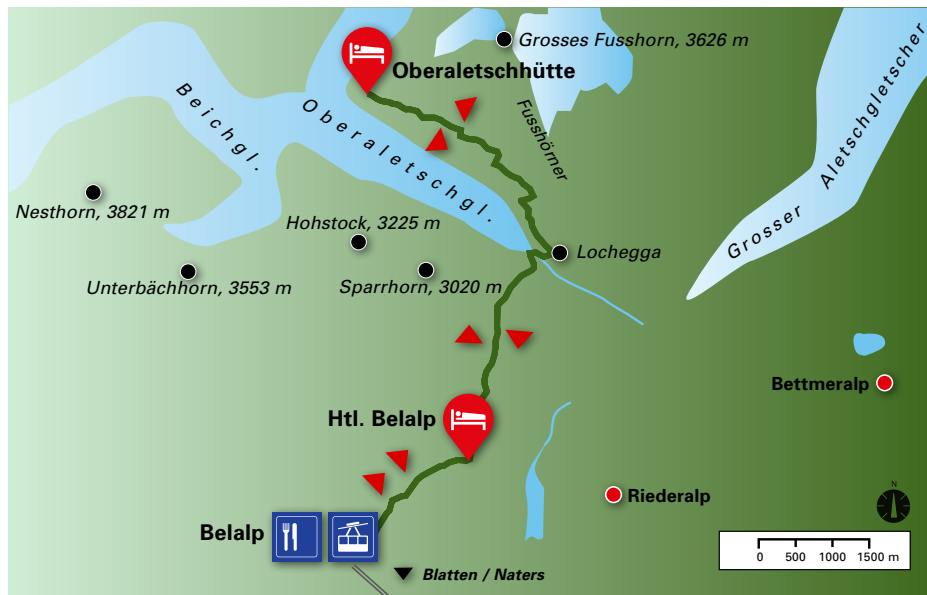 Grosses Fusshorn, 3626 m
Oberaletschhütte
Beichgl.
Oberaletschgl.
Fusshörner
Grosser Aletschgletscher
Nesthorn, 3821 m
Hohstock, 3225 m
Lochegga
Unterbächhorn, 3553 m
Sparrhorn, 3020 m
Bettmeralp
Htl. Belalp
Riederalp
N
Belalp
0 500 1000 1500 m
Blatten / Naters